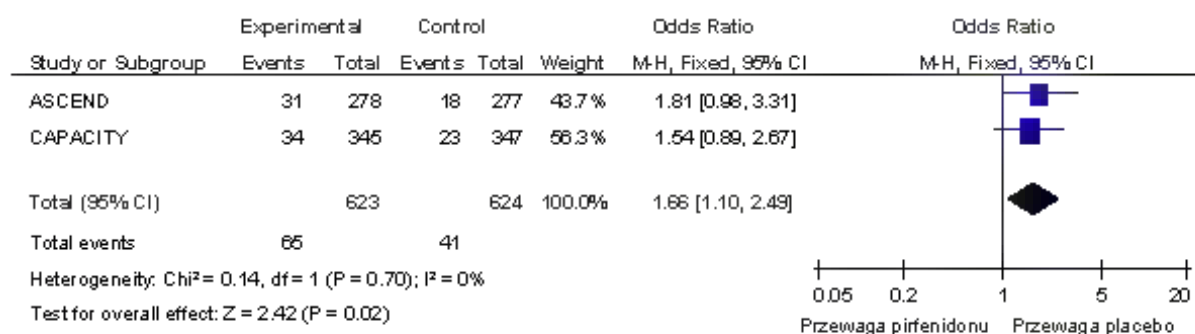 Experimental Control Odds Ratio Odds Ratio
Study or Subgroup Events Total Events Total Weight M-H, Fixed, 95% CI M-H, Fixed, 95% CI
ASCEND 31 278 18 277 43.7% 1.81 [0.98, 3.31]
CAPACITY 34 345 23 347 56.3% 1.54 [0.89, 2.67]
Total (95% CI) 623 624 100.0% 1.66 [1.10, 2.49]
Total events 65 41
Heterogeneity: Chi² = 0.14, df = 1 (P = 0.70); I² = 0%
Test for overall effect: Z = 2.42 (P = 0.02)
0.05 0.2 1 5 20
Przewaga pirfenidonu Przewaga placebo